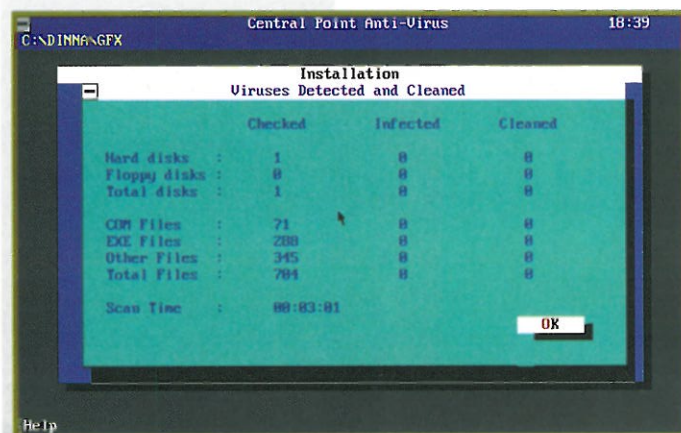 Central Point Anti-Virus 18:39
C:\DINNA\GFX
Installation
Viruses Detected and Cleaned
Checked Infected Cleaned
Hard disks : 1 0 0
Floppy disks : 0 0 0
Total disks : 1 0 0
COM Files : 71 0 0
EXE Files : 288 0 0
Other Files : 345 0 0
Total Files : 704 0 0
Scan Time : 00:03:01
OK
Help